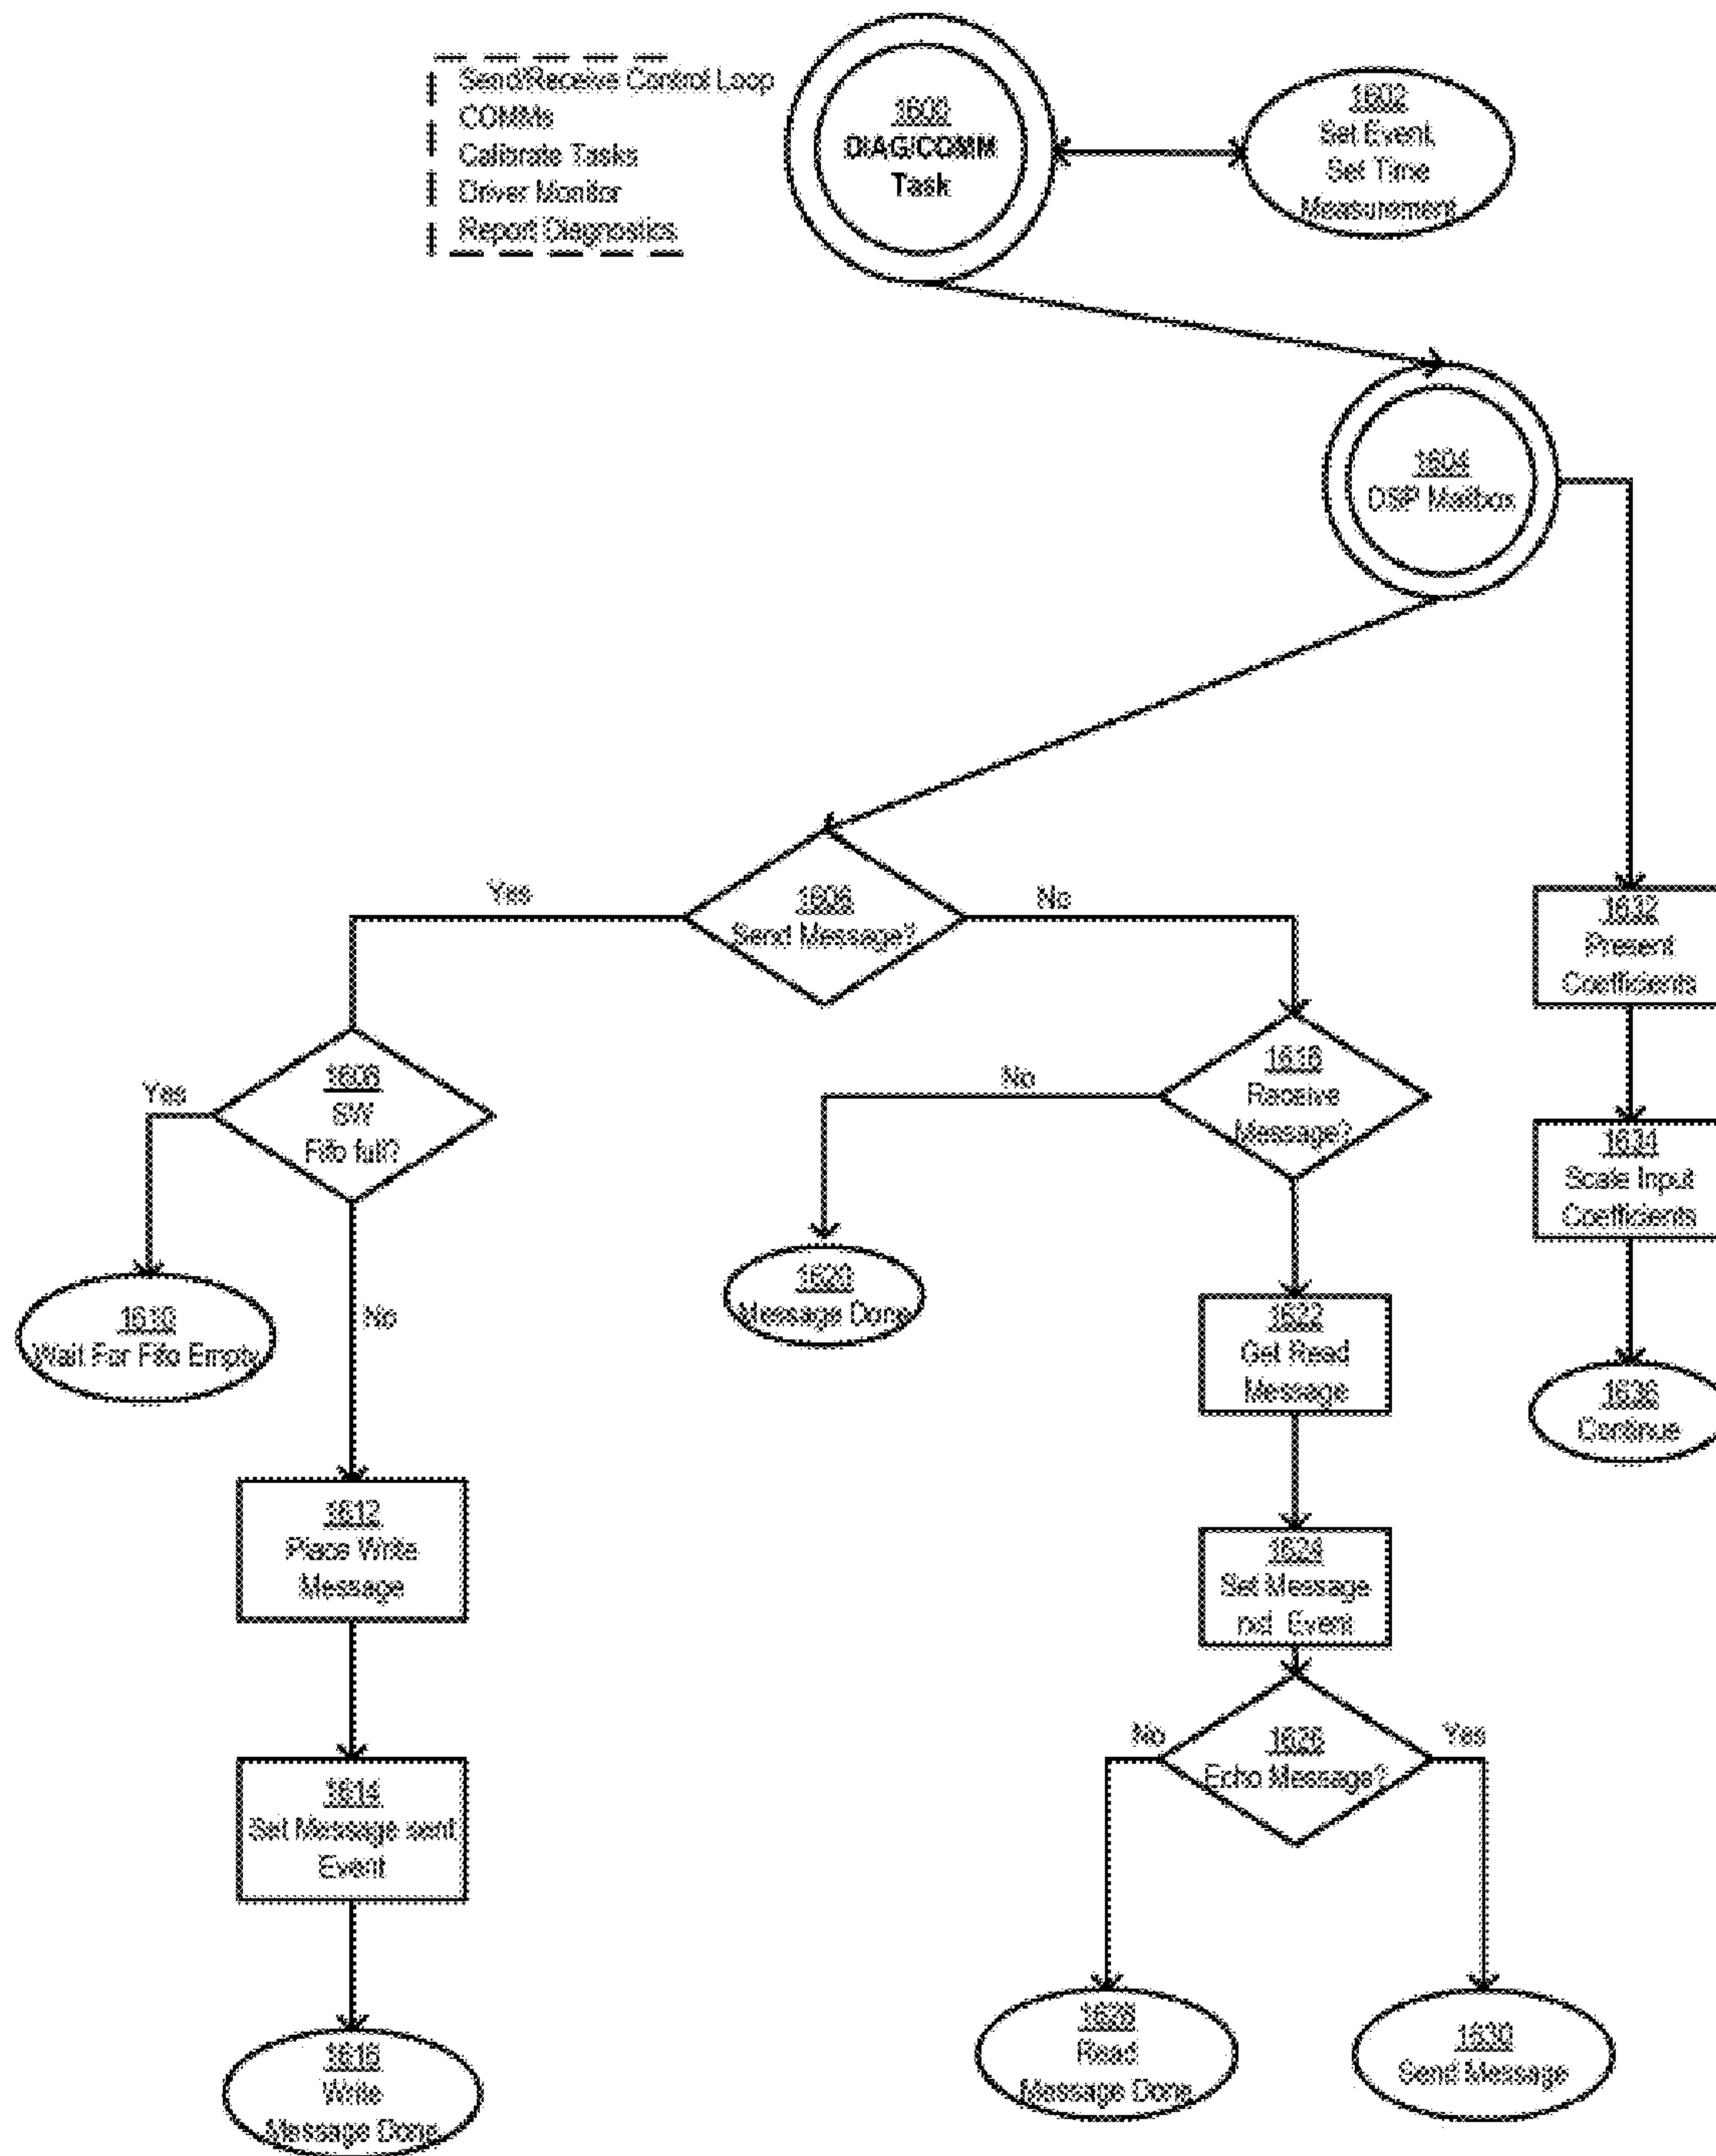 Send/Receive Control Loop
COMMs
Calibrate Tasks
Driver Monitor
Report Diagnostics
1600
DIAG/COMM
Task
1602
Set Event,
Set Time
Measurement
1604
DSP Mailbox
1606
Send Message?
Yes
No
1608
SW
Fifo full?
Yes
No
1610
Wait For Fifo Empty
1612
Place Write
Message
1614
Set Message sent
Event
1616
Write
Message Done
1618
Receive
Message?
No
1620
Message Done
1622
Get Read
Message
1624
Set Message
rxd Event
1626
Echo Message?
No
Yes
1628
Read
Message Done
1630
Send Message
1632
Present
Coefficients
1634
Scale Input
Coefficients
1636
Continue